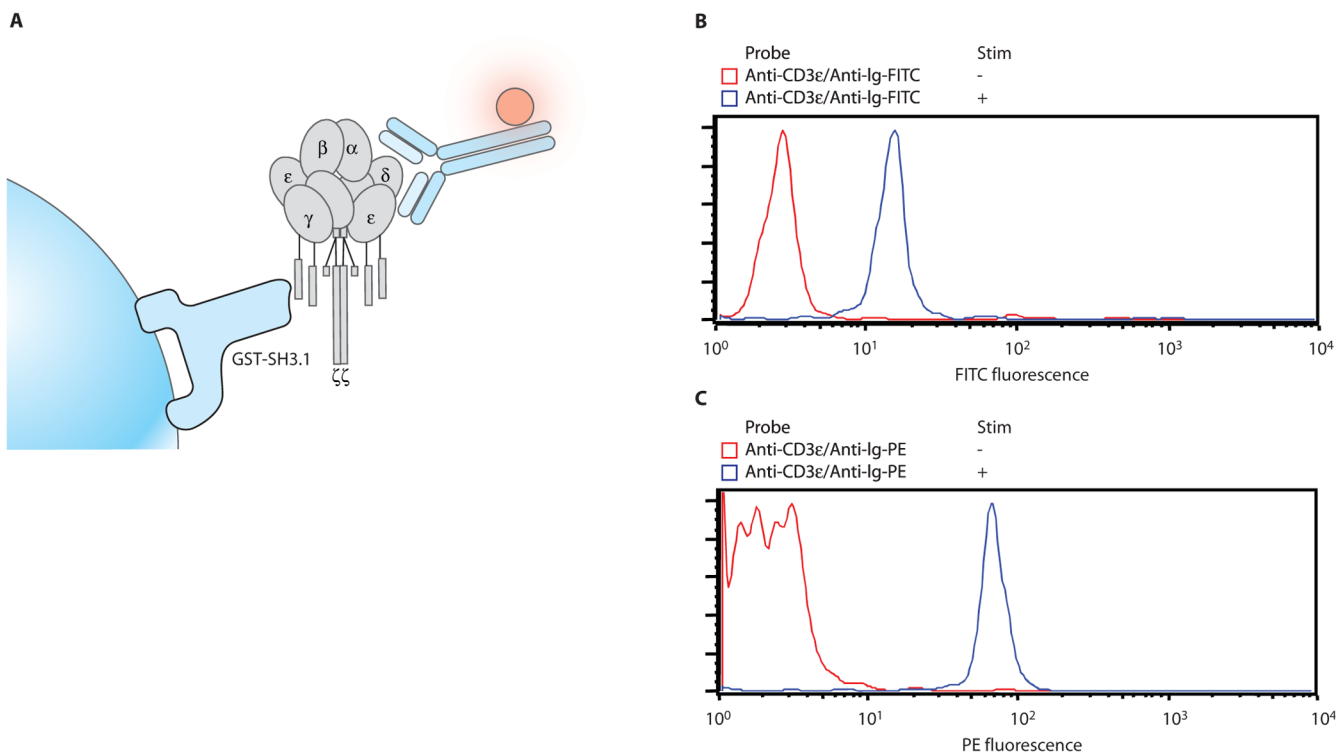 A
β α
ε δ
γ ε
GST-SH3.1
ζζ
B
Probe Stim
Anti-CD3ε/Anti-Ig-FITC -
Anti-CD3ε/Anti-Ig-FITC +
10⁰ 10¹ 10² 10³ 10⁴
FITC fluorescence
C
Probe Stim
Anti-CD3ε/Anti-Ig-PE -
Anti-CD3ε/Anti-Ig-PE +
10⁰ 10¹ 10² 10³ 10⁴
PE fluorescence